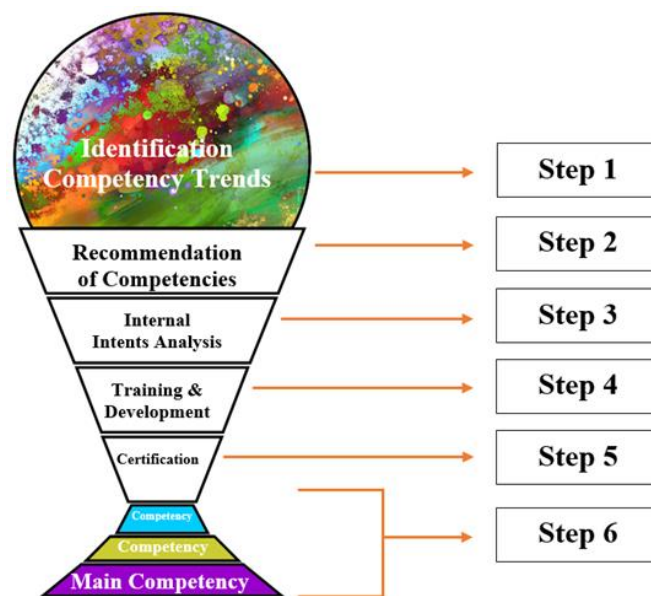 Identification
Competency Trends
Step 1
Recommendation
of Competencies
Step 2
Internal
Intents Analysis
Step 3
Training &
Development
Step 4
Certification
Step 5
Competency
Competency
Main Competency
Step 6